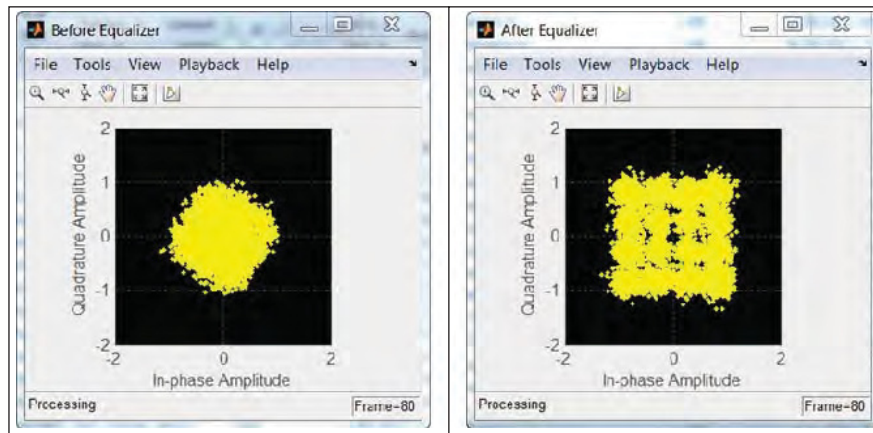 Before Equalizer
File Tools View Playback Help
2
1
0
-1
-2
-2 0 2
Quadrature Amplitude
In-phase Amplitude
Processing
Frame=80
After Equalizer
File Tools View Playback Help
2
1
0
-1
-2
-2 0 2
Quadrature Amplitude
In-phase Amplitude
Processing
Frame=80